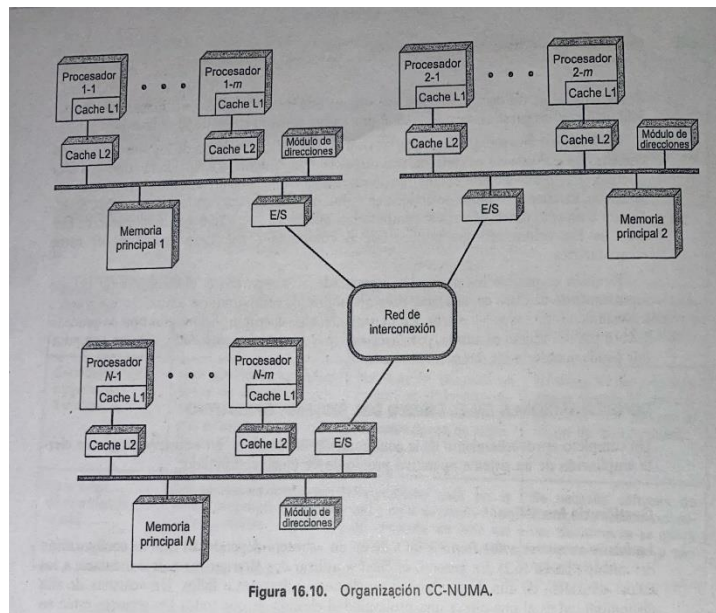 Procesador
1-1
Cache L1
Procesador
1-m
Cache L1
Cache L2
Cache L2
Módulo de
direcciones
Memoria
principal 1
E/S
Procesador
2-1
Cache L1
Procesador
2-m
Cache L1
Cache L2
Cache L2
Módulo de
direcciones
E/S
Memoria
principal 2
Red de
interconexión
Procesador
N-1
Cache L1
Procesador
N-m
Cache L1
Cache L2
Cache L2
E/S
Memoria
principal N
Módulo de
direcciones
Figura 16.10. Organización CC-NUMA.